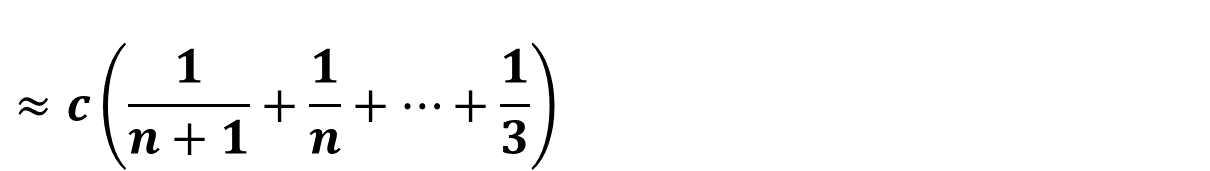 ≈ c(1/(n + 1) + 1/n + ⋯ + 1/3)